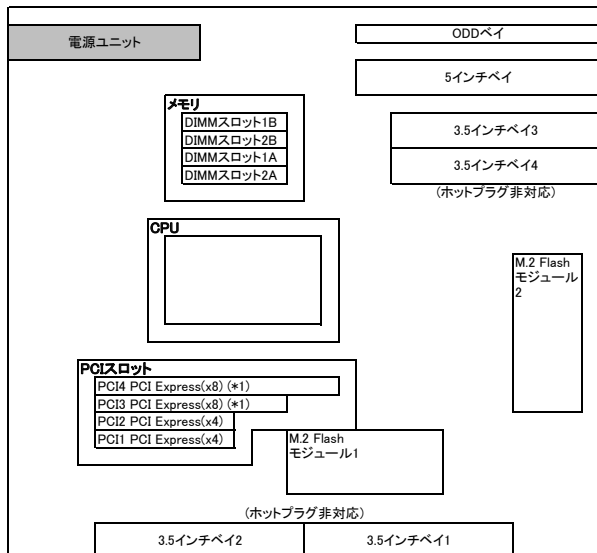 電源ユニット
ODDベイ
5インチベイ
メモリ
DIMMスロット1B
DIMMスロット2B
DIMMスロット1A
DIMMスロット2A
3.5インチベイ3
3.5インチベイ4
(ホットプラグ非対応)
CPU
M.2 Flash
モジュール
2
PCIスロット
PCI4 PCI Express(x8) (*1)
PCI3 PCI Express(x8) (*1)
PCI2 PCI Express(x4)
PCI1 PCI Express(x4)
M.2 Flash
モジュール1
(ホットプラグ非対応)
3.5インチベイ2
3.5インチベイ1